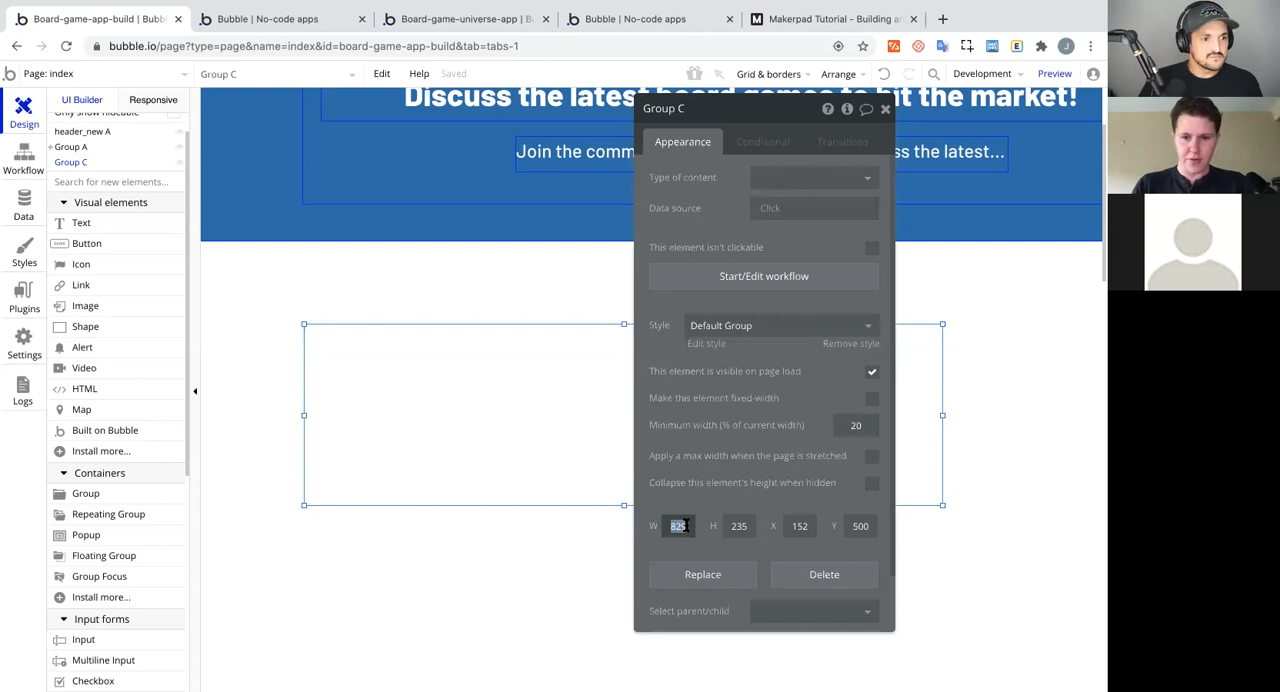 Board-game-app-build | Bubbl
Bubble | No-code apps
Board-game-universe-app | Bub
Bubble | No-code apps
Makerpad Tutorial - Building an
bubble.io/page?type=page&name=index&id=board-game-app-build&tab=tabs-1
Page: index
Group C
Edit
Help
Saved
Grid & borders
Arrange
Development
Preview
Design
Workflow
Data
Styles
Plugins
Settings
Logs
UI Builder
Responsive
Only show hideable
header_new A
Group A
Group C
Search for new elements...
Visual elements
Text
Button
Icon
Link
Image
Shape
Alert
Video
HTML
Map
Built on Bubble
Install more...
Containers
Group
Repeating Group
Popup
Floating Group
Group Focus
Install more...
Input forms
Input
Multiline Input
Checkbox
Discuss the latest board games to hit the market!
Join the comm
ss the latest...
Group C
Appearance
Conditional
Transitions
Type of content
Data source
Click
This element isn't clickable
Start/Edit workflow
Style
Default Group
Edit style
Remove style
This element is visible on page load
Make this element fixed-width
Minimum width (% of current width)
20
Apply a max width when the page is stretched
Collapse this element's height when hidden
W
H
235
X
152
Y
500
Replace
Delete
Select parent/child